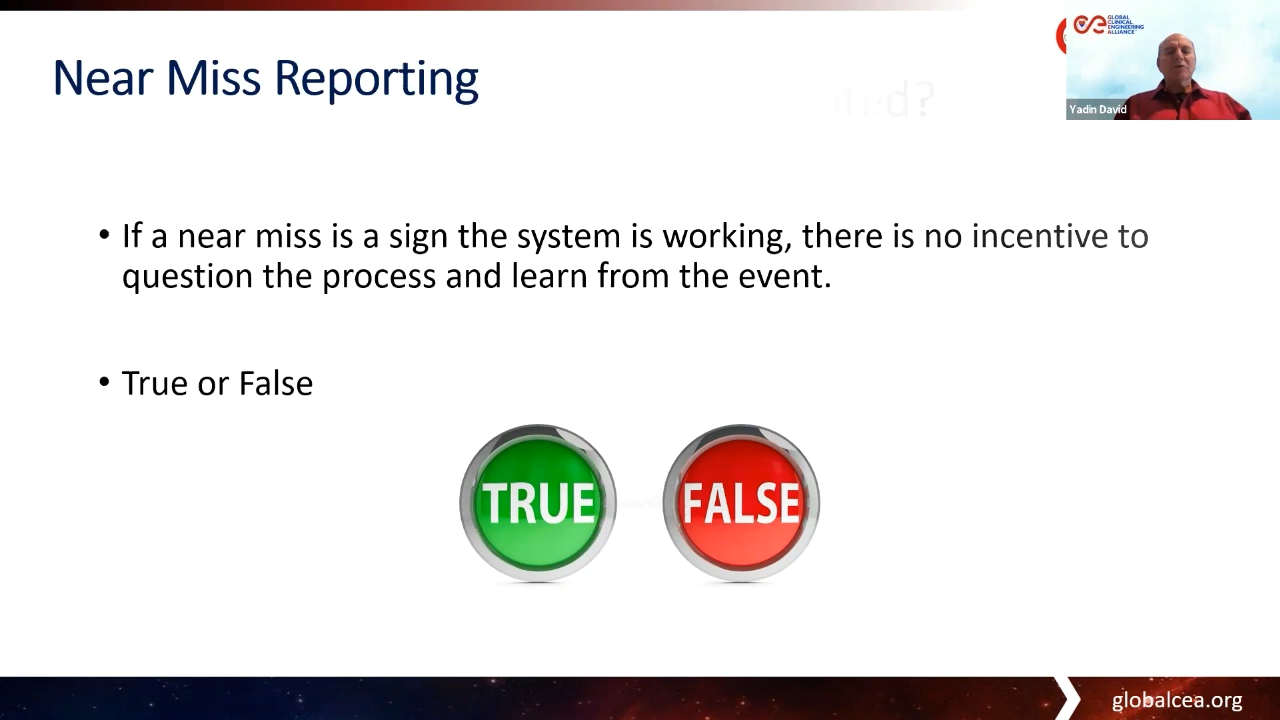 Near Miss Reporting
GLOBAL
CLINICAL
ENGINEERING
ALLIANCE
Yadin David
• If a near miss is a sign the system is working, there is no incentive to
question the process and learn from the event.
• True or False
TRUE
FALSE
globalcea.org